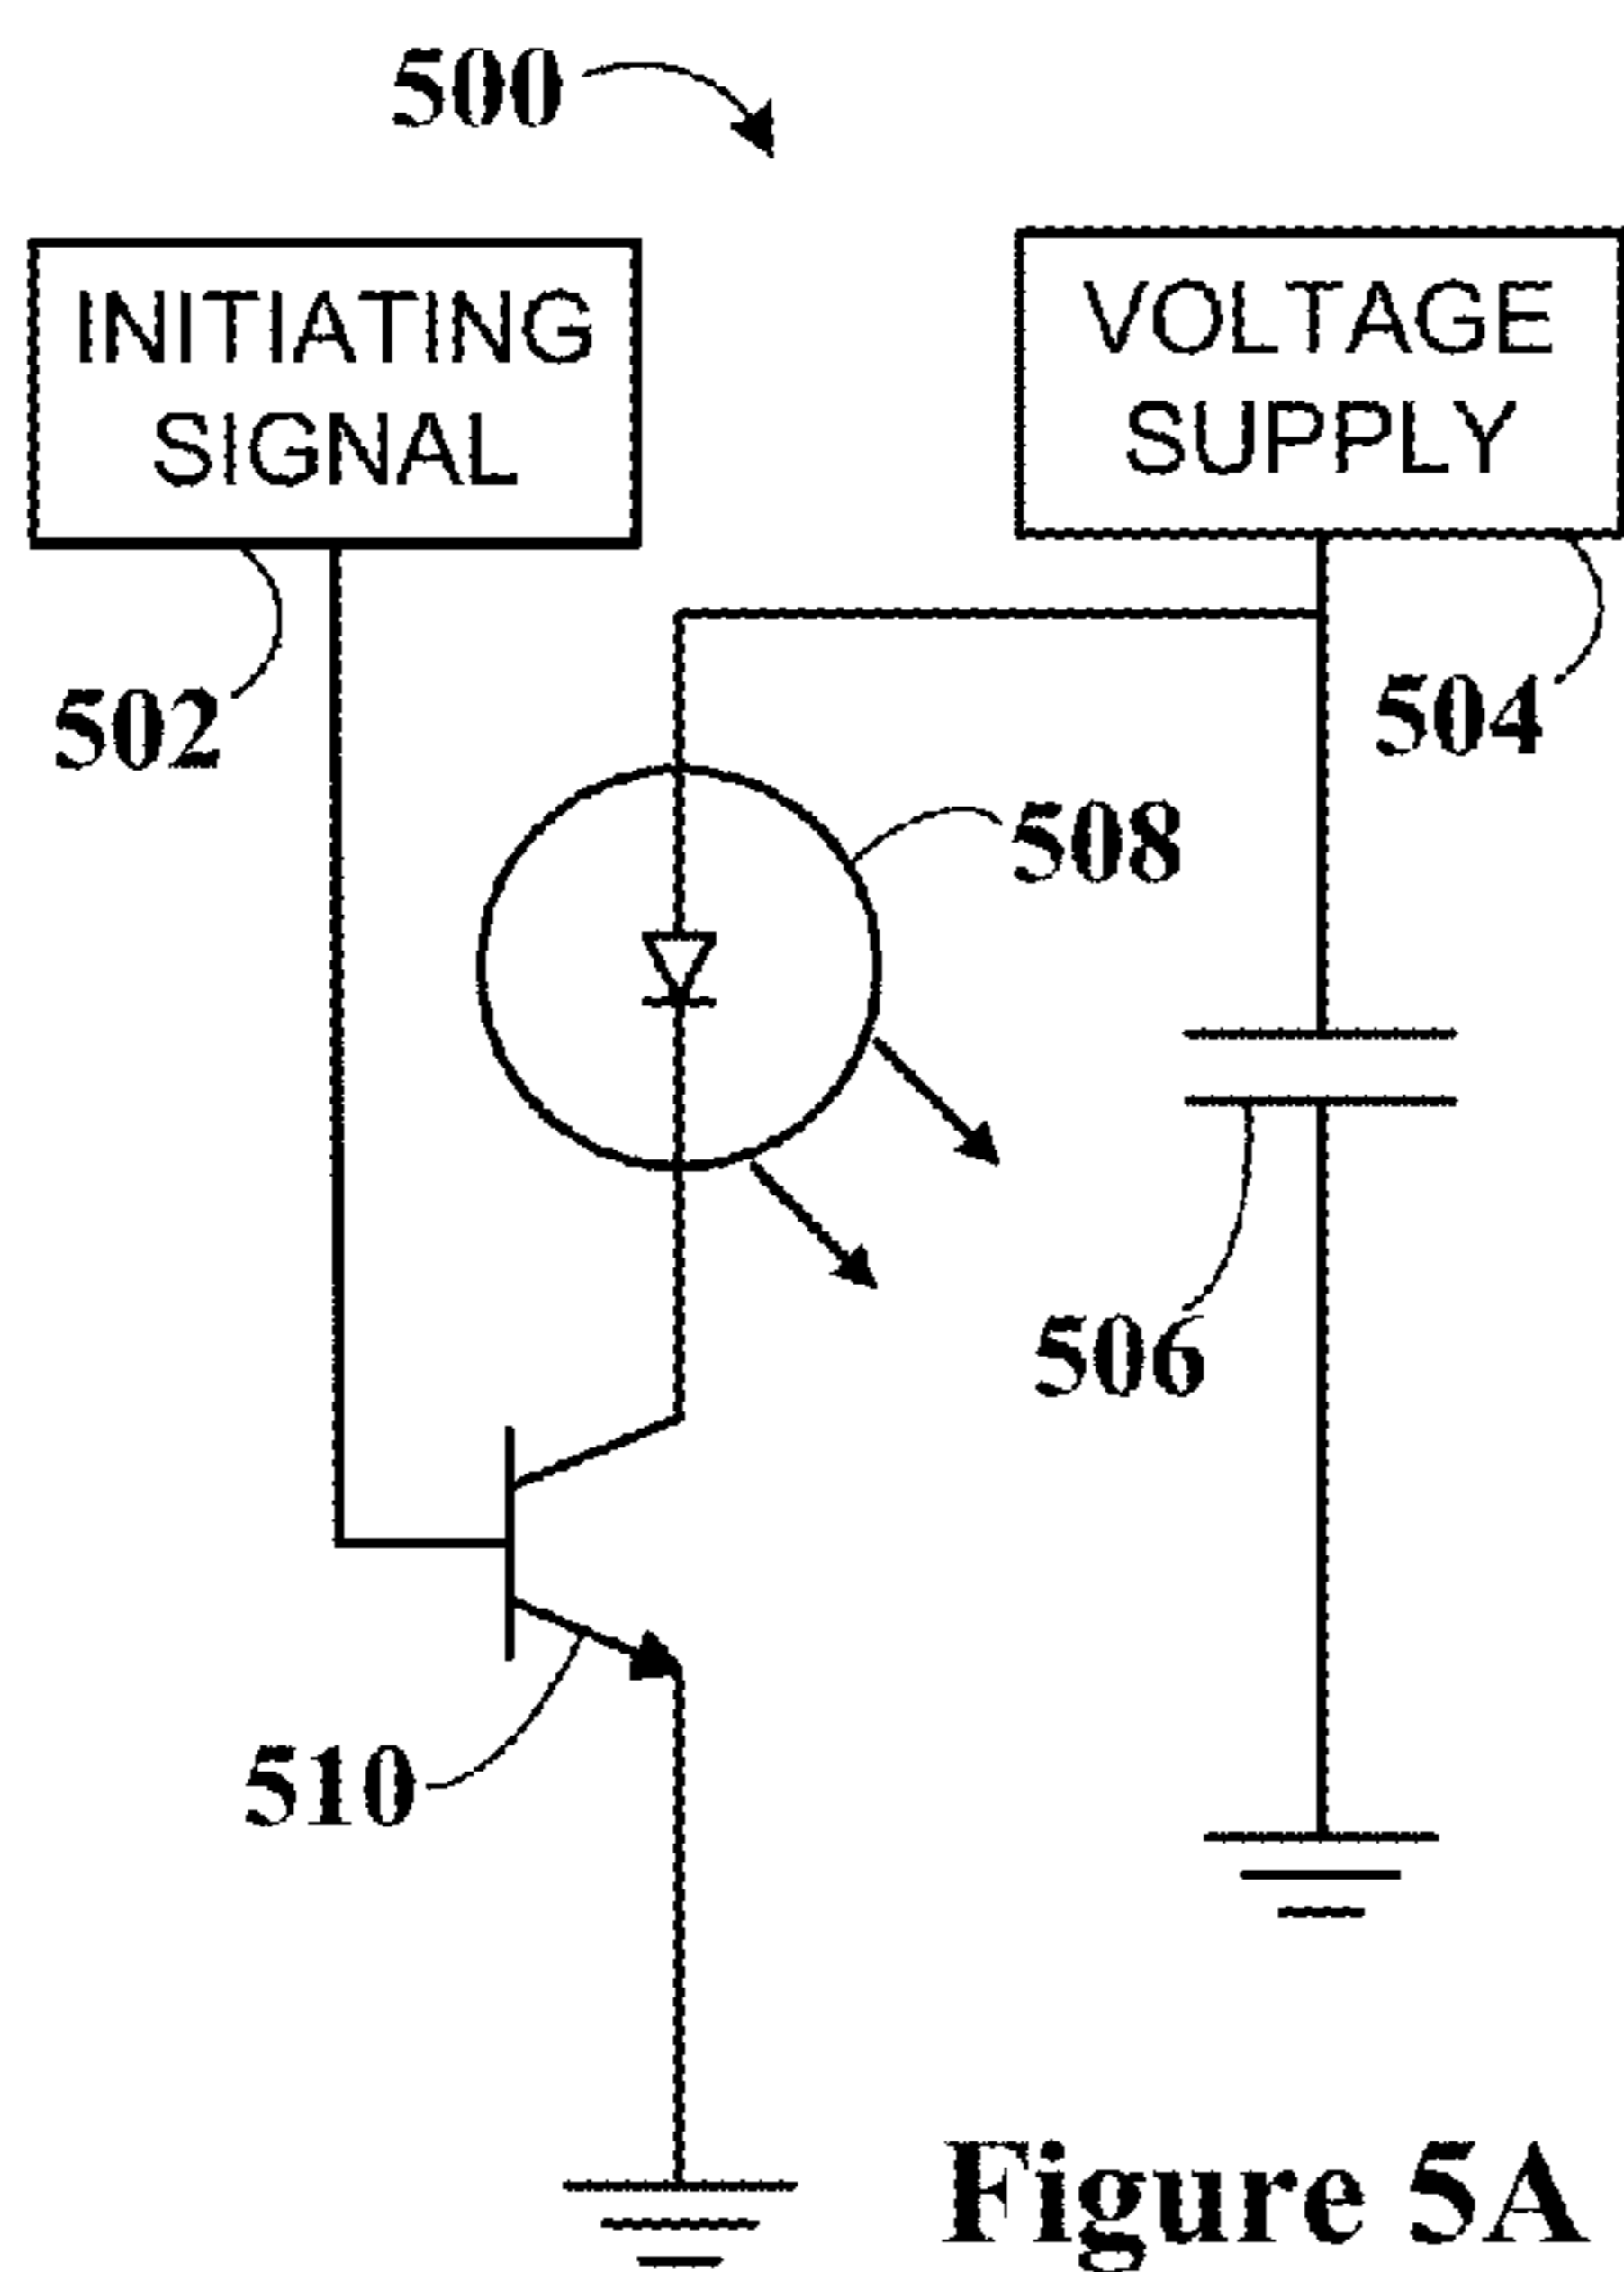 500
INITIATING
SIGNAL
VOLTAGE
SUPPLY
502
504
508
506
510
Figure 5A